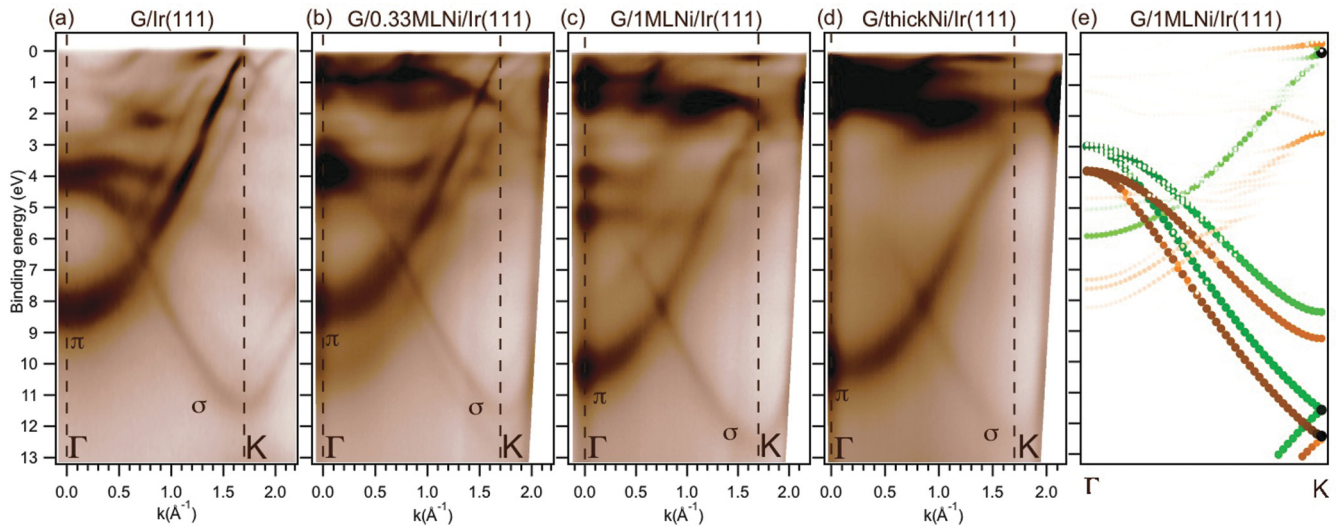 (a) G/Ir(111) (b) G/0.33MLNi/Ir(111) (c) G/1MLNi/Ir(111) (d) G/thickNi/Ir(111) (e) G/1MLNi/Ir(111)
Binding energy (eV)
0
1
2
3
4
5
6
7
8
9
10
11
12
13
π σ Γ K
π σ Γ K
π σ Γ K
π σ Γ K
Γ K
0.0 0.5 1.0 1.5 2.0 0.0 0.5 1.0 1.5 2.0 0.0 0.5 1.0 1.5 2.0 0.0 0.5 1.0 1.5 2.0
k(Å⁻¹) k(Å⁻¹) k(Å⁻¹) k(Å⁻¹)